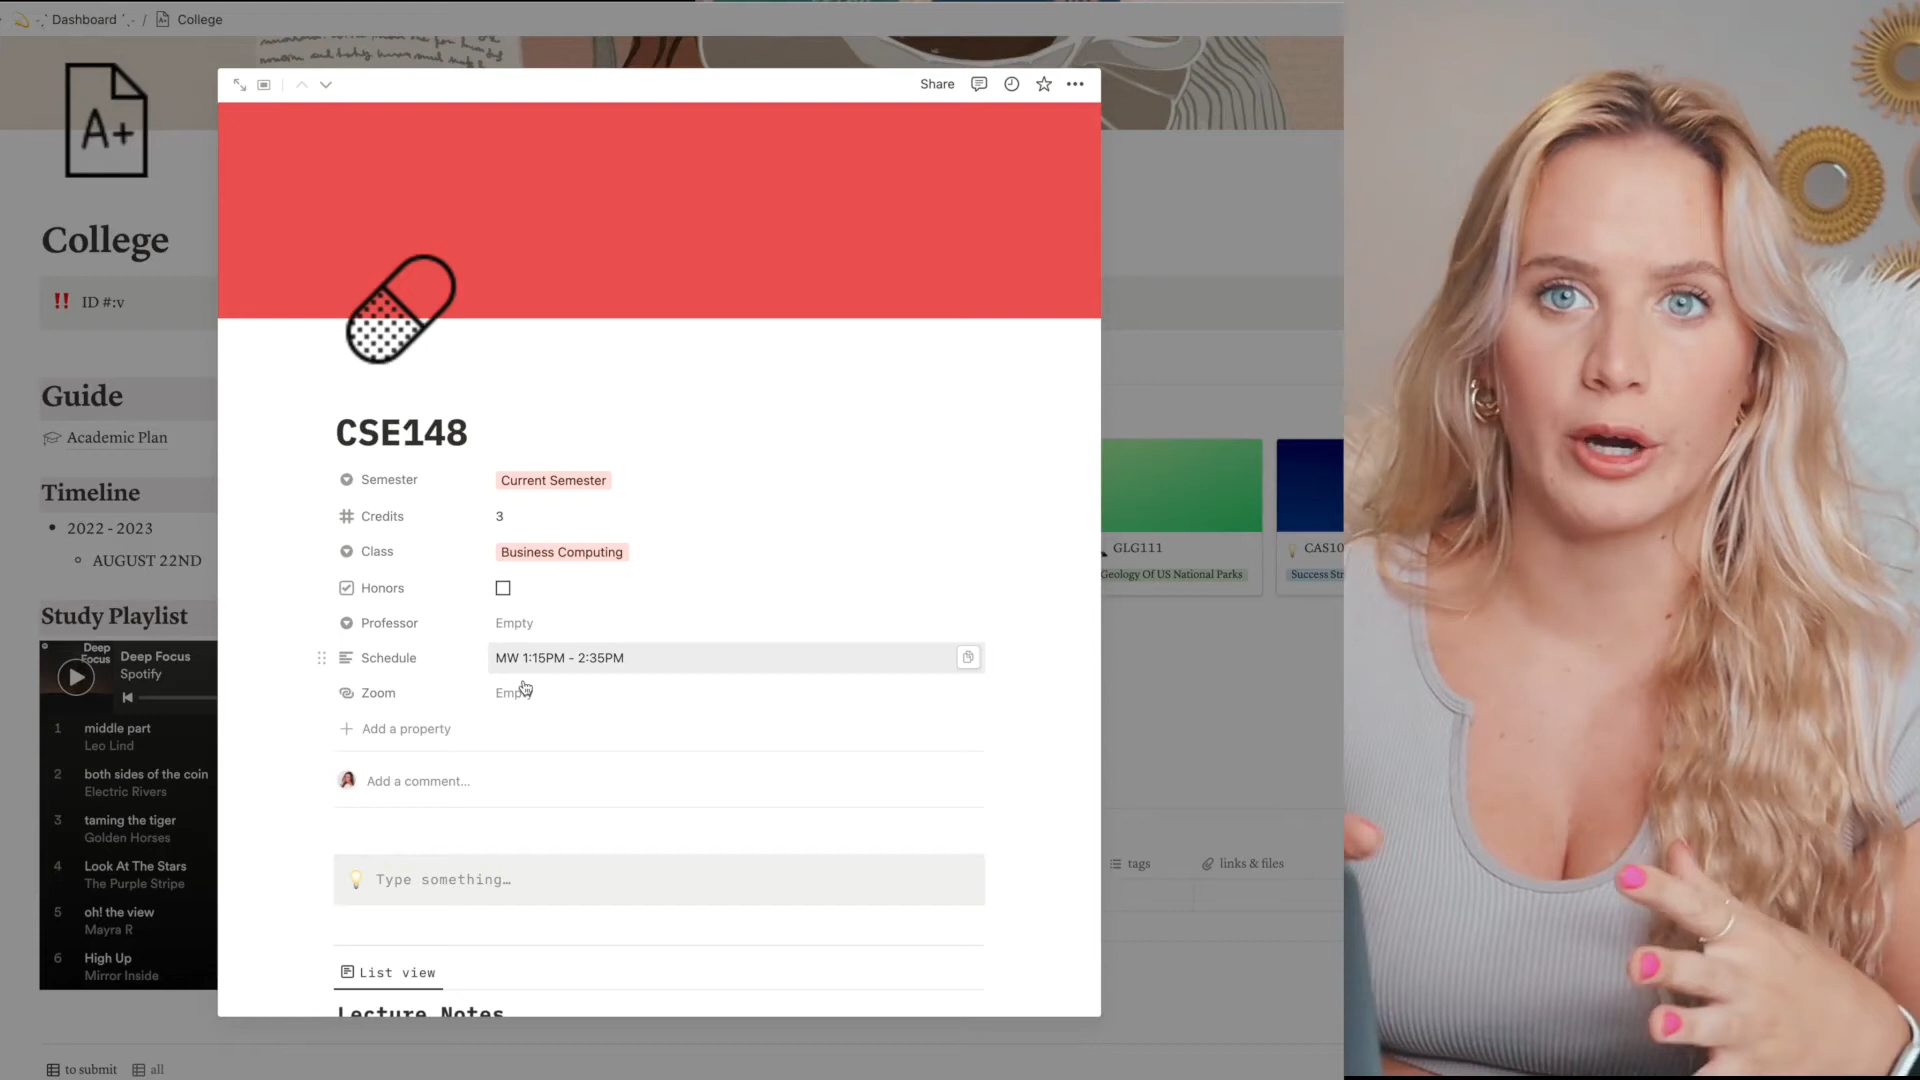 Dashboard / College
Share
A+
College
ID #:v
Guide
Academic Plan
Timeline
2022 - 2023
AUGUST 22ND
Study Playlist
Deep Focus
Deep Focus
Spotify
1 middle part
Leo Lind
2 both sides of the coin
Electric Rivers
3 taming the tiger
Golden Horses
4 Look At The Stars
The Purple Stripe
5 oh! the view
Mayra R
6 High Up
Mirror Inside
to submit all
CSE148
Semester Current Semester
Credits 3
Class Business Computing
Honors
Professor Empty
Schedule MW 1:15PM - 2:35PM
Zoom Empty
Add a property
Add a comment...
Type something…
List view
Lecture Notes
GLG111
Geology Of US National Parks
CAS10
Success Str
tags links & files